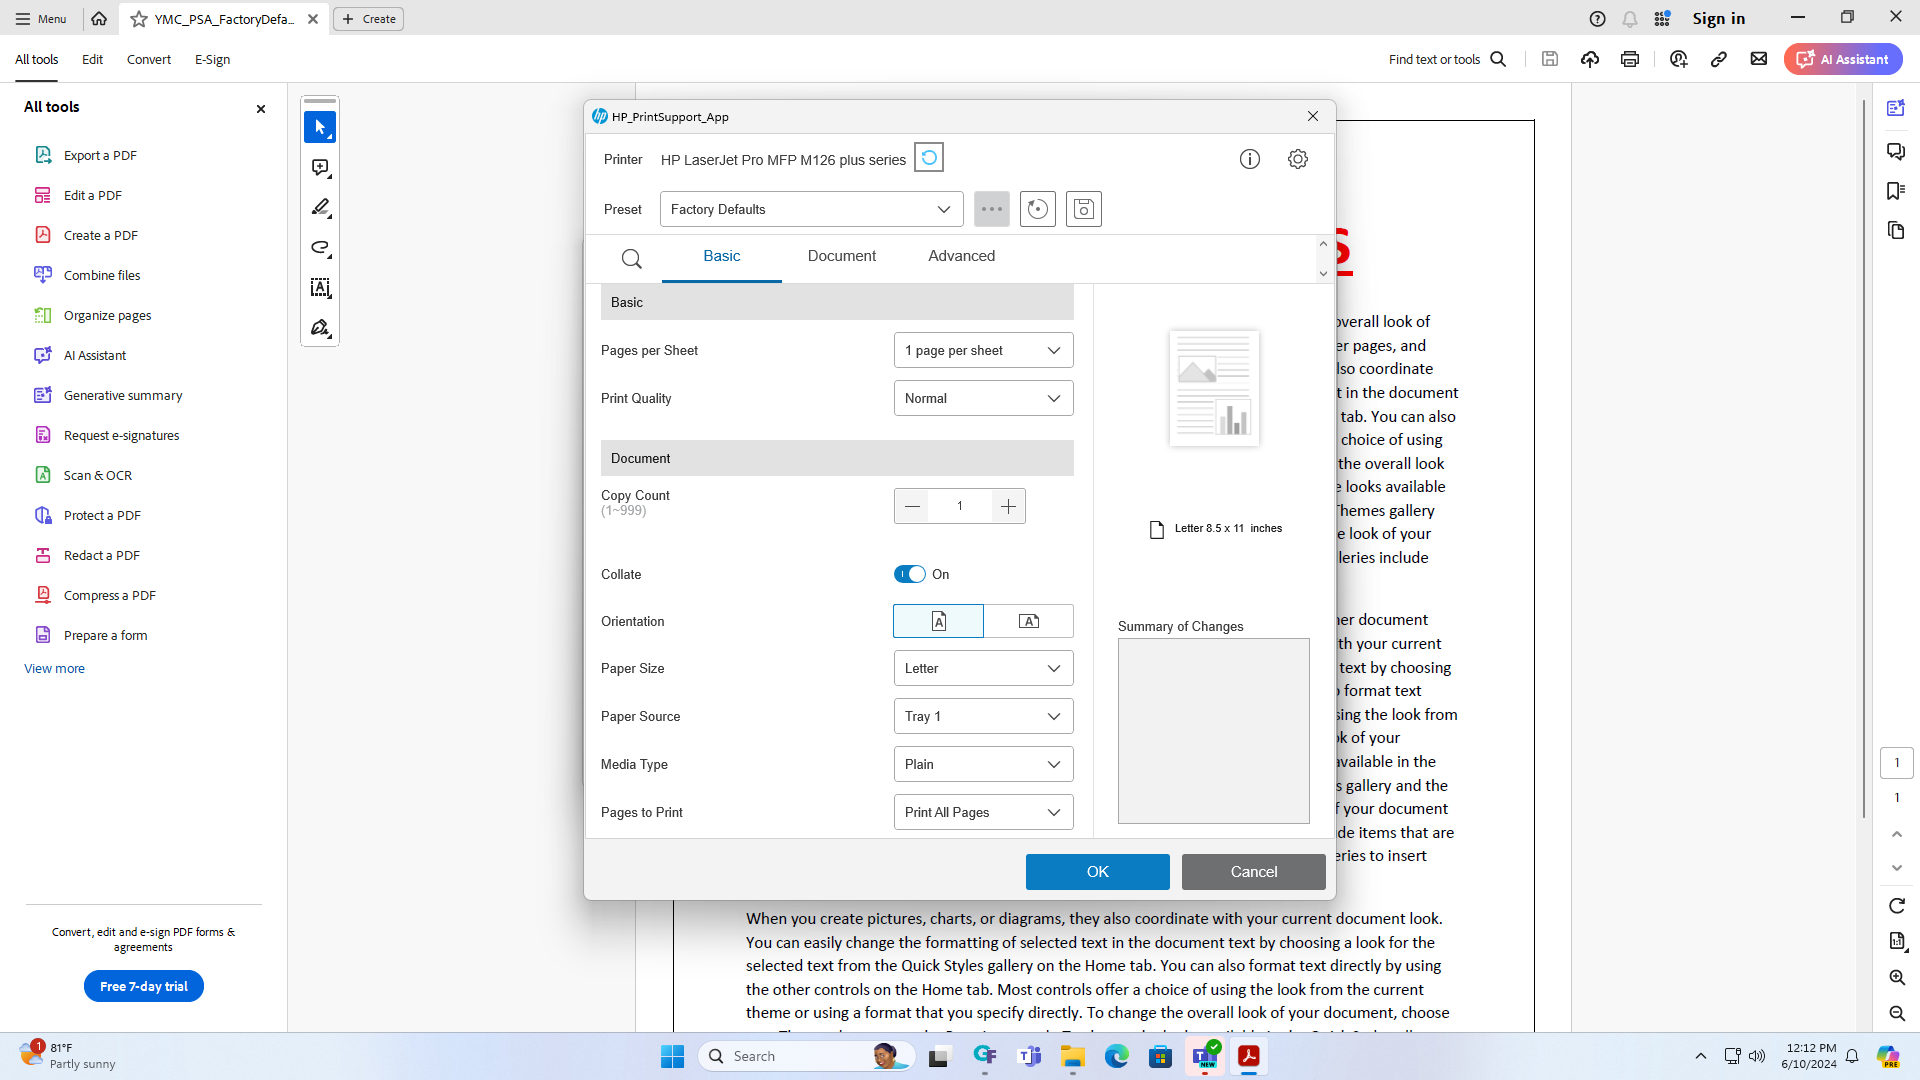 Menu
YMC_PSA_FactoryDefa...
Create
Sign in
All tools
Edit
Convert
E-Sign
Find text or tools
AI Assistant
All tools
Export a PDF
Edit a PDF
Create a PDF
Combine files
Organize pages
AI Assistant
Generative summary
Request e-signatures
Scan & OCR
Protect a PDF
Redact a PDF
Compress a PDF
Prepare a form
View more
Convert, edit and e-sign PDF forms &
agreements
Free 7-day trial
HP_PrintSupport_App
Printer HP LaserJet Pro MFP M126 plus series
Preset Factory Defaults
Basic Document Advanced
Basic
Pages per Sheet 1 page per sheet
Print Quality Normal
Document
Copy Count
(1~999)
1
Collate On
Orientation
Paper Size Letter
Paper Source Tray 1
Media Type Plain
Pages to Print Print All Pages
Letter 8.5 x 11 inches
Summary of Changes
OK
Cancel
S
overall look of
er pages, and
lso coordinate
t in the document
tab. You can also
choice of using
the overall look
e looks available
Themes gallery
e look of your
lleries include
her document
th your current
text by choosing
o format text
sing the look from
ok of your
available in the
s gallery and the
f your document
de items that are
eries to insert
When you create pictures, charts, or diagrams, they also coordinate with your current document look.
You can easily change the formatting of selected text in the document text by choosing a look for the
selected text from the Quick Styles gallery on the Home tab. You can also format text directly by using
the other controls on the Home tab. Most controls offer a choice of using the look from the current
theme or using a format that you specify directly. To change the overall look of your document, choose
1
1
1
81°F
Partly sunny
Search
NEW
12:12 PM
6/10/2024
PRE